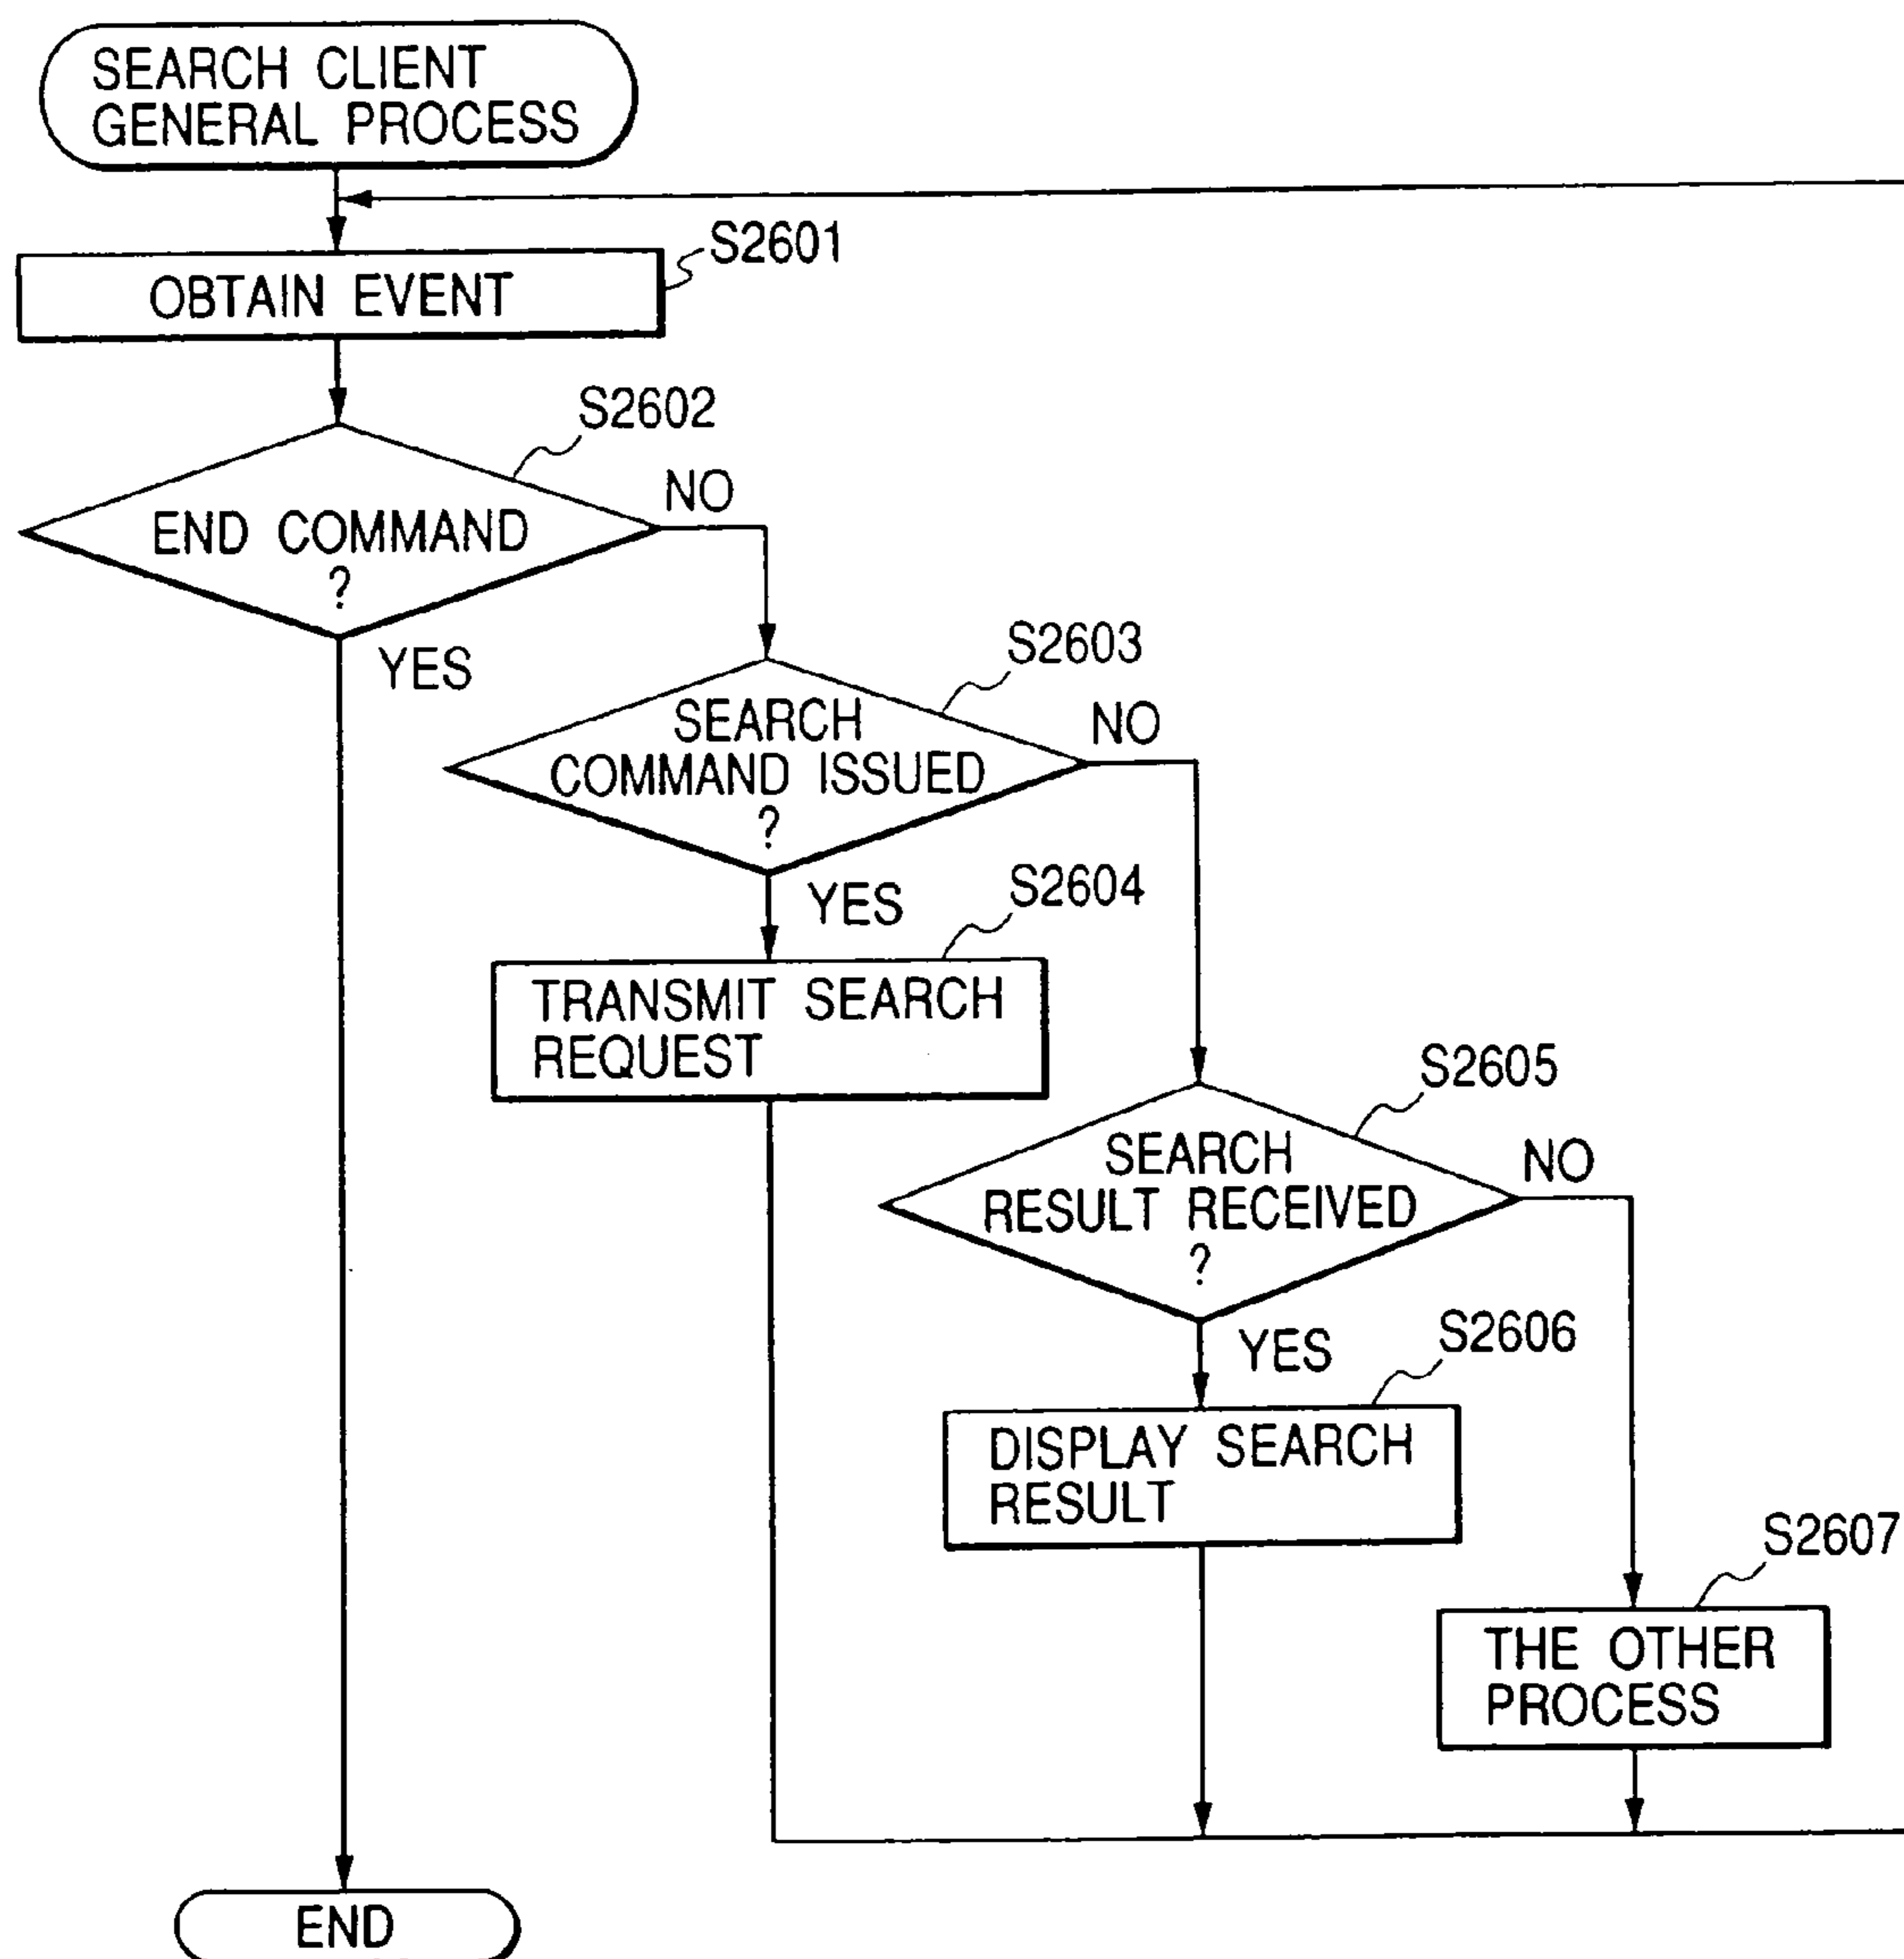 SEARCH CLIENT
GENERAL PROCESS
S2601
OBTAIN EVENT
S2602
NO
END COMMAND
?
YES
S2603
NO
SEARCH
COMMAND ISSUED
?
YES
S2604
TRANSMIT SEARCH
REQUEST
S2605
NO
SEARCH
RESULT RECEIVED
?
YES
S2606
DISPLAY SEARCH
RESULT
S2607
THE OTHER
PROCESS
END